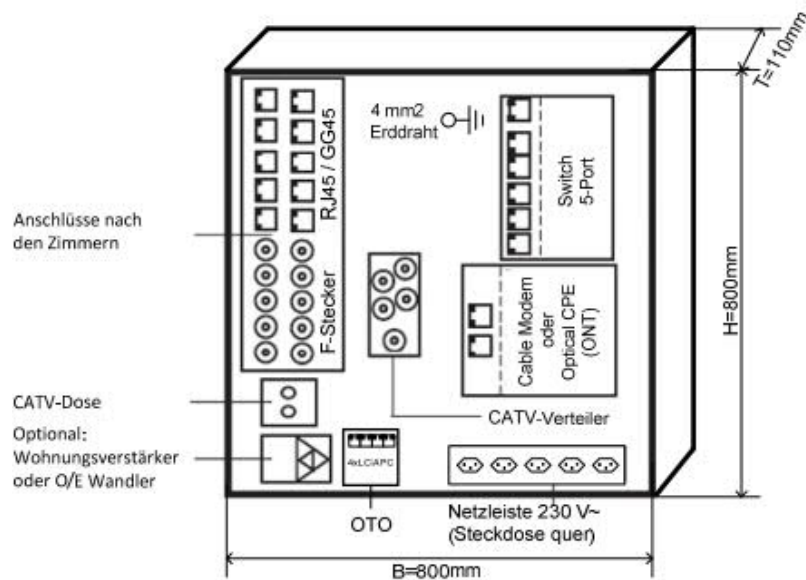 T=110mm
4 mm2
Erddraht
RJ45 / GG45
Switch
5-Port
Anschlüsse nach
den Zimmern
F-Stecker
Cable Modem
oder
Optical CPE
(ONT)
H=800mm
CATV-Dose
CATV-Verteiler
Optional:
Wohnungsverstärker
oder O/E Wandler
4xLC/APC
OTO
Netzleiste 230 V~
(Steckdose quer)
B=800mm